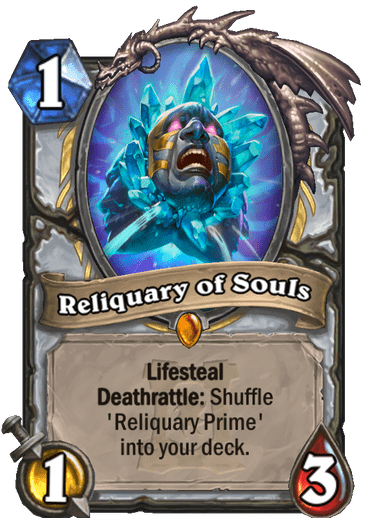 1
Reliquary of Souls
Lifesteal
Deathrattle: Shuffle
'Reliquary Prime'
into your deck.
1
3